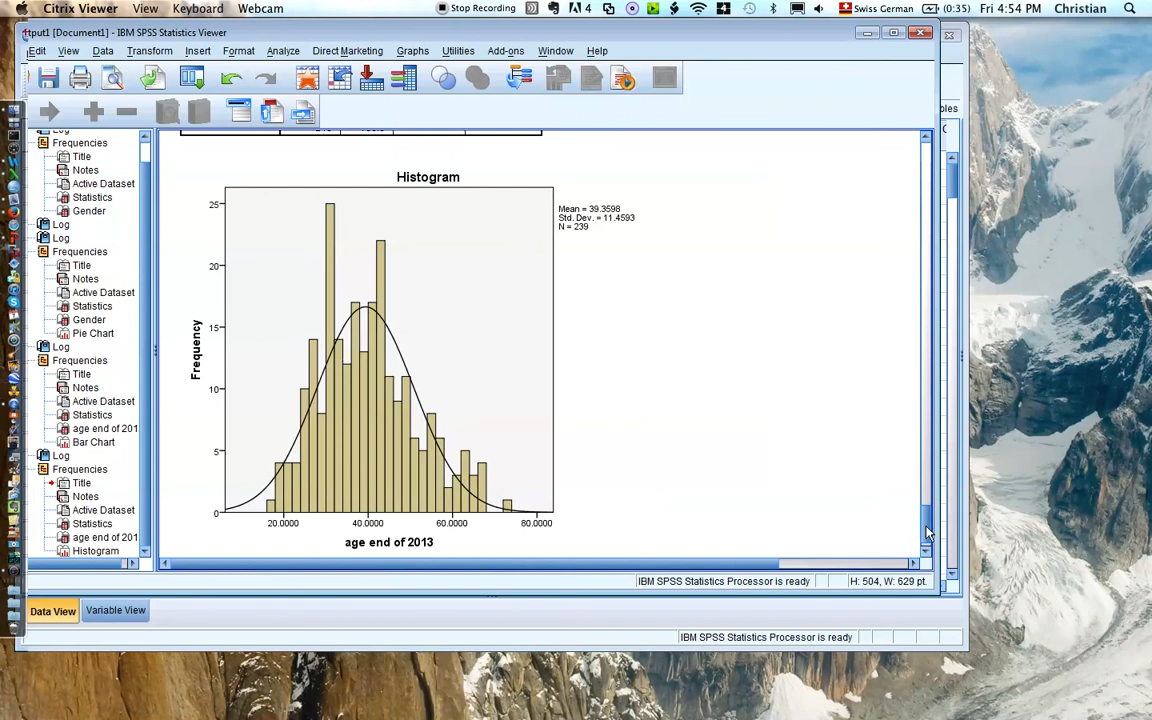 Citrix Viewer View Keyboard Webcam Stop Recording 4 Swiss German (0:35) Fri 4:54 PM Christian
tput1 [Document1] - IBM SPSS Statistics Viewer
Edit View Data Transform Insert Format Analyze Direct Marketing Graphs Utilities Add-ons Window Help
Log
Frequencies
Title
Notes
Active Dataset
Statistics
Gender
Log
Log
Frequencies
Title
Notes
Active Dataset
Statistics
Gender
Pie Chart
Log
Frequencies
Title
Notes
Active Dataset
Statistics
age end of 201
Bar Chart
Log
Frequencies
Title
Notes
Active Dataset
Statistics
age end of 201
Histogram
Histogram
Mean = 39.3598
Std. Dev. = 11.4593
N = 239
Frequency
25
20
15
10
5
0
20.0000 40.0000 60.0000 80.0000
age end of 2013
bles
IBM SPSS Statistics Processor is ready H: 504, W: 629 pt.
Data View Variable View
IBM SPSS Statistics Processor is ready